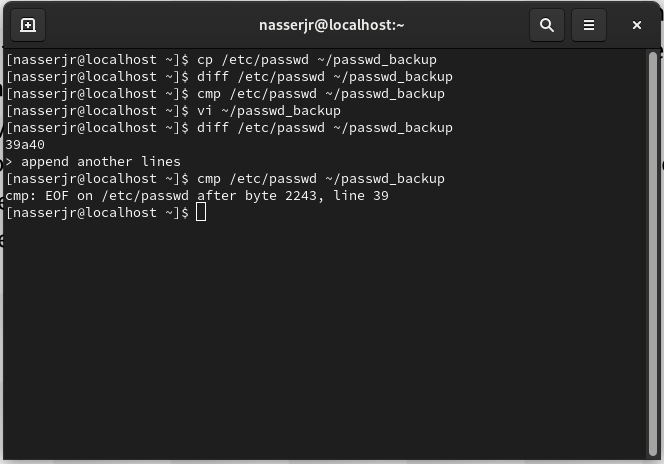 nasserjr@localhost:~
[nasserjr@localhost ~]$ cp /etc/passwd ~/passwd_backup
[nasserjr@localhost ~]$ diff /etc/passwd ~/passwd_backup
[nasserjr@localhost ~]$ cmp /etc/passwd ~/passwd_backup
[nasserjr@localhost ~]$ vi ~/passwd_backup
[nasserjr@localhost ~]$ diff /etc/passwd ~/passwd_backup
39a40
> append another lines
[nasserjr@localhost ~]$ cmp /etc/passwd ~/passwd_backup
cmp: EOF on /etc/passwd after byte 2243, line 39
[nasserjr@localhost ~]$